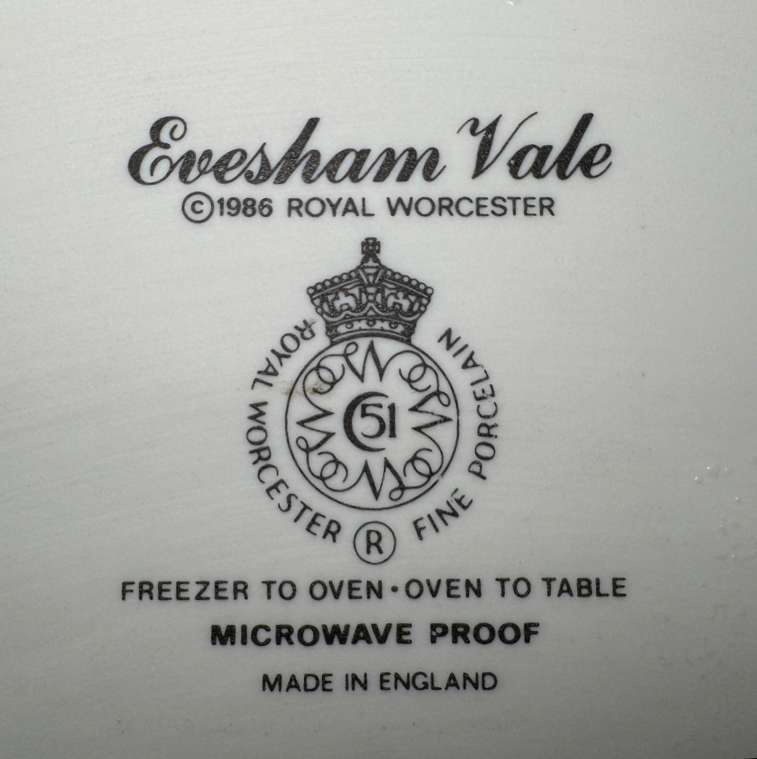 Evesham Vale
©1986 ROYAL WORCESTER
ROYAL WORCESTER ® FINE PORCELAIN
51
FREEZER TO OVEN • OVEN TO TABLE
MICROWAVE PROOF
MADE IN ENGLAND